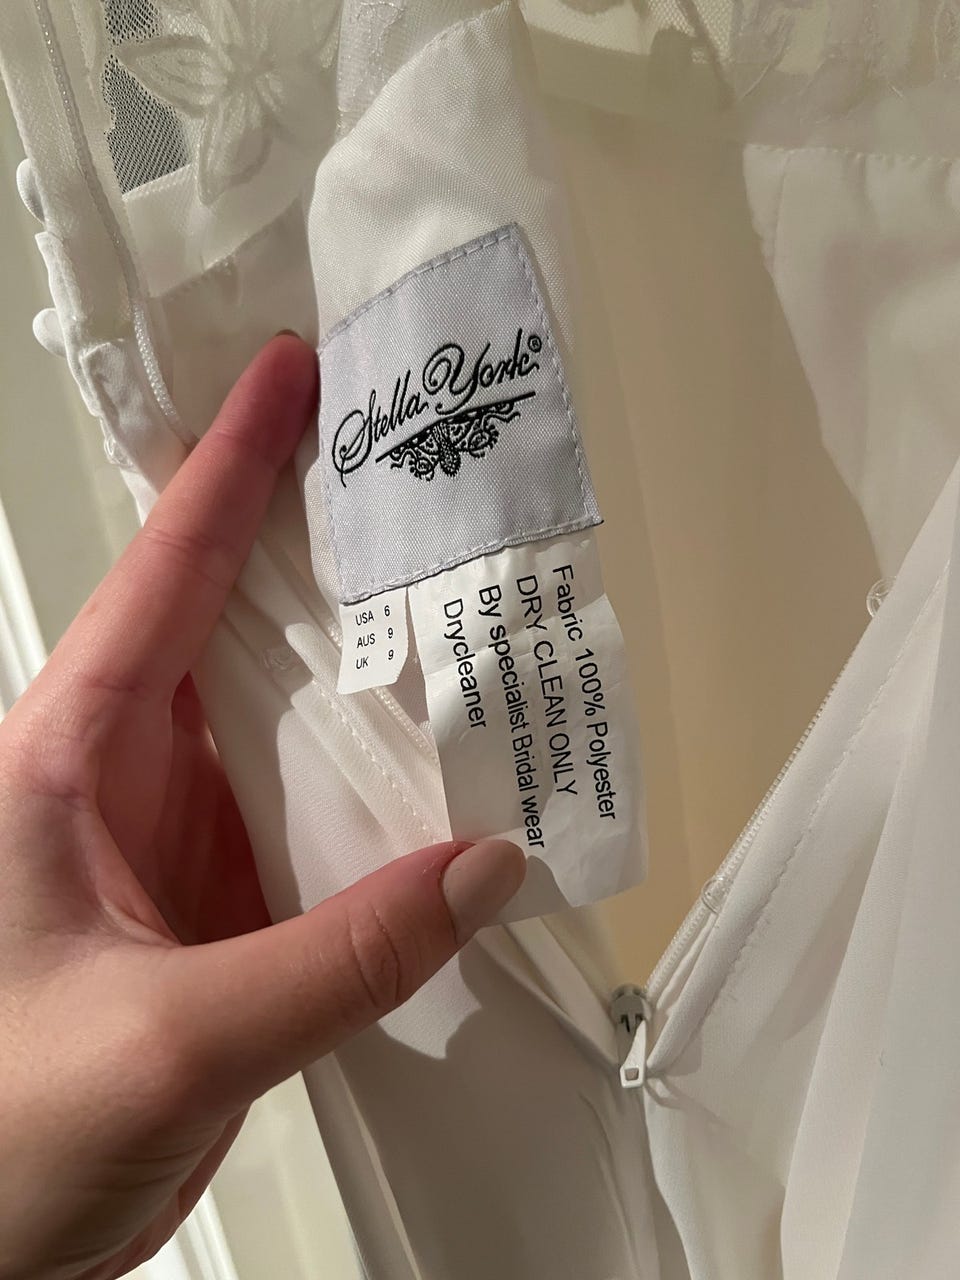 Stella York®
USA 6
AUS 9
UK 9
Fabric 100% Polyester
DRY CLEAN ONLY
By specialist Bridal wear
Drycleaner